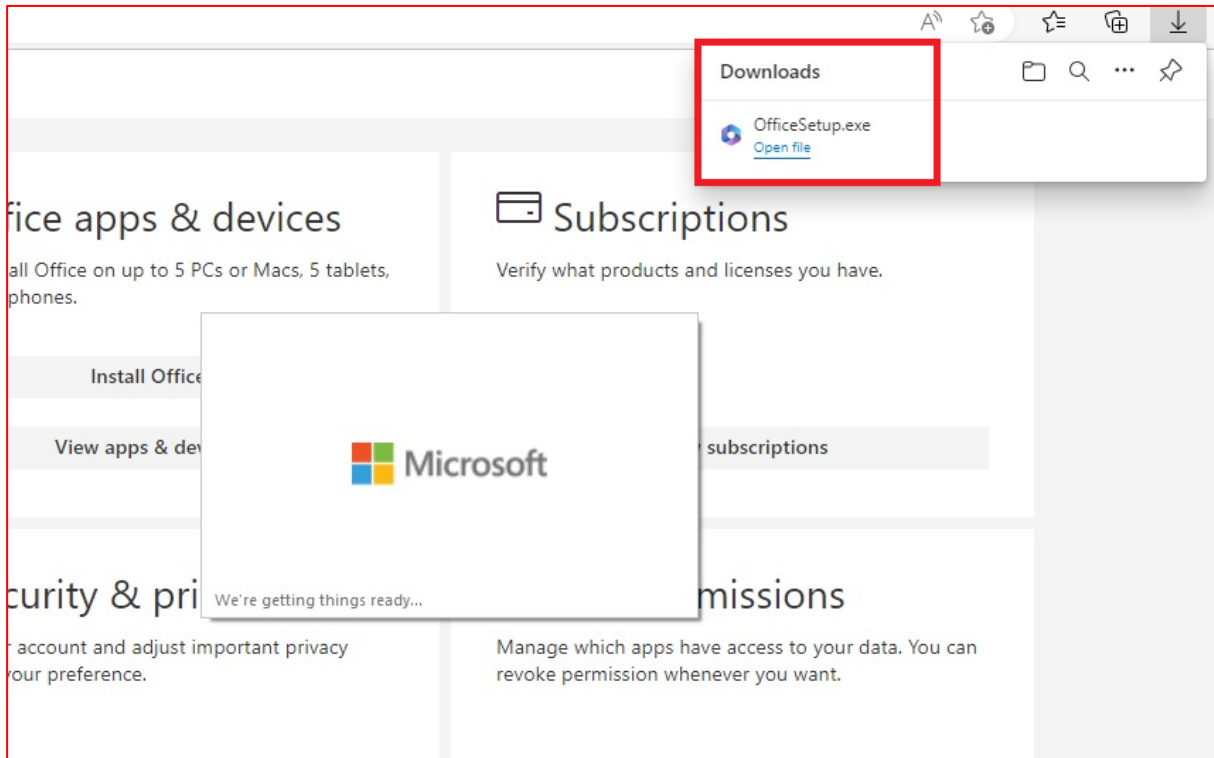 Downloads
OfficeSetup.exe
Open file
fice apps & devices
all Office on up to 5 PCs or Macs, 5 tablets,
phones.
Install Office
View apps & dev
Subscriptions
Verify what products and licenses you have.
subscriptions
Microsoft
We're getting things ready...
curity & pri
account and adjust important privacy
your preference.
missions
Manage which apps have access to your data. You can
revoke permission whenever you want.